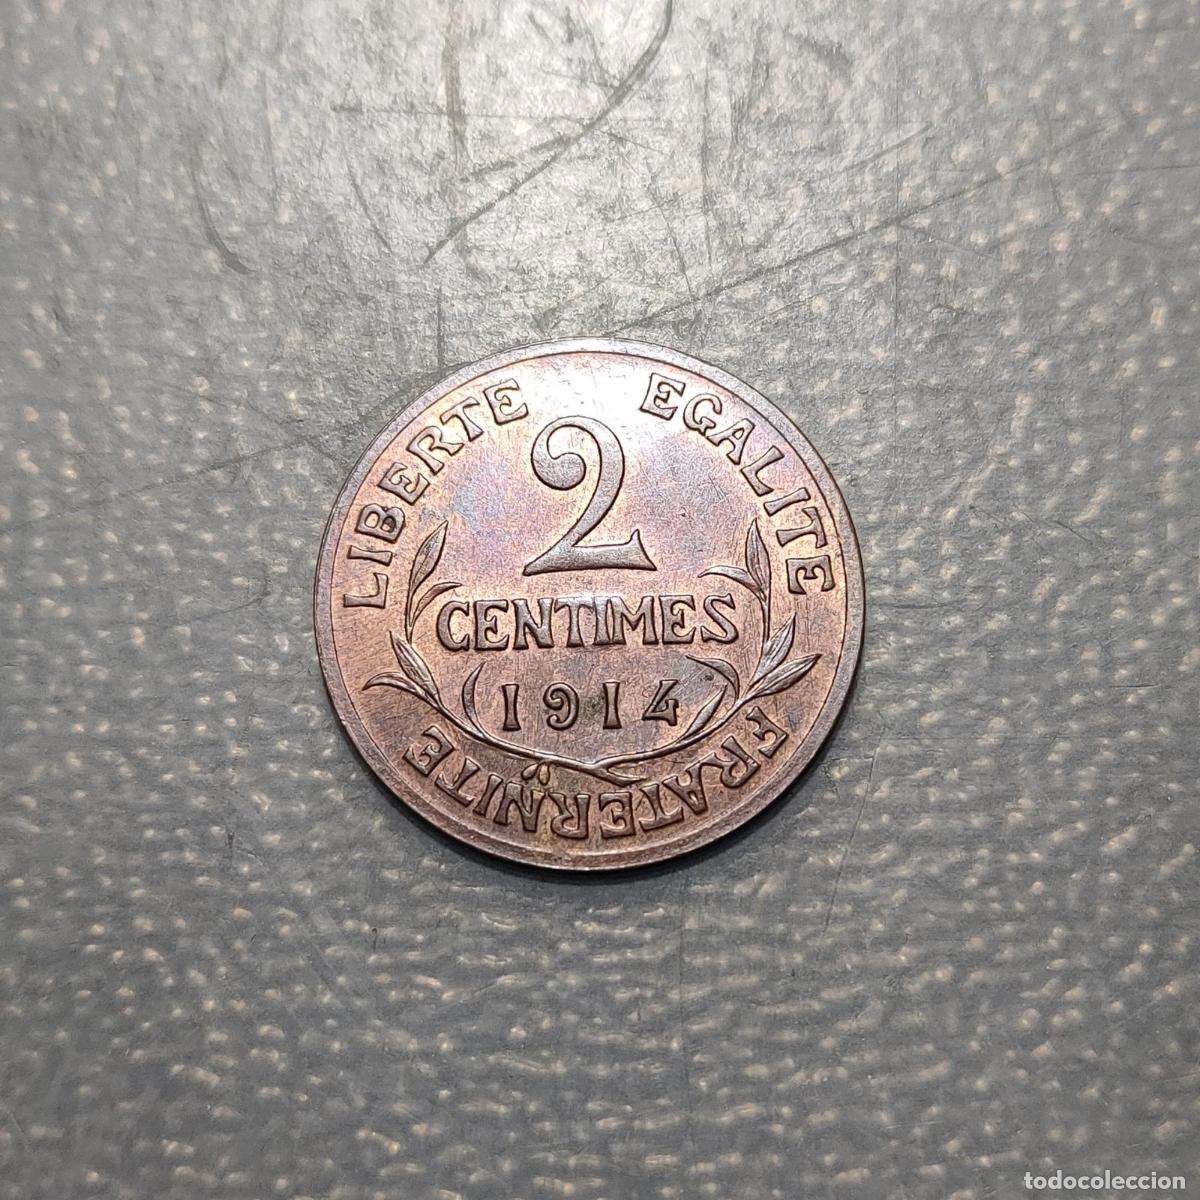 LIBERTE EGALITE FRATERNITE
2
CENTIMES
1914
todocoleccion